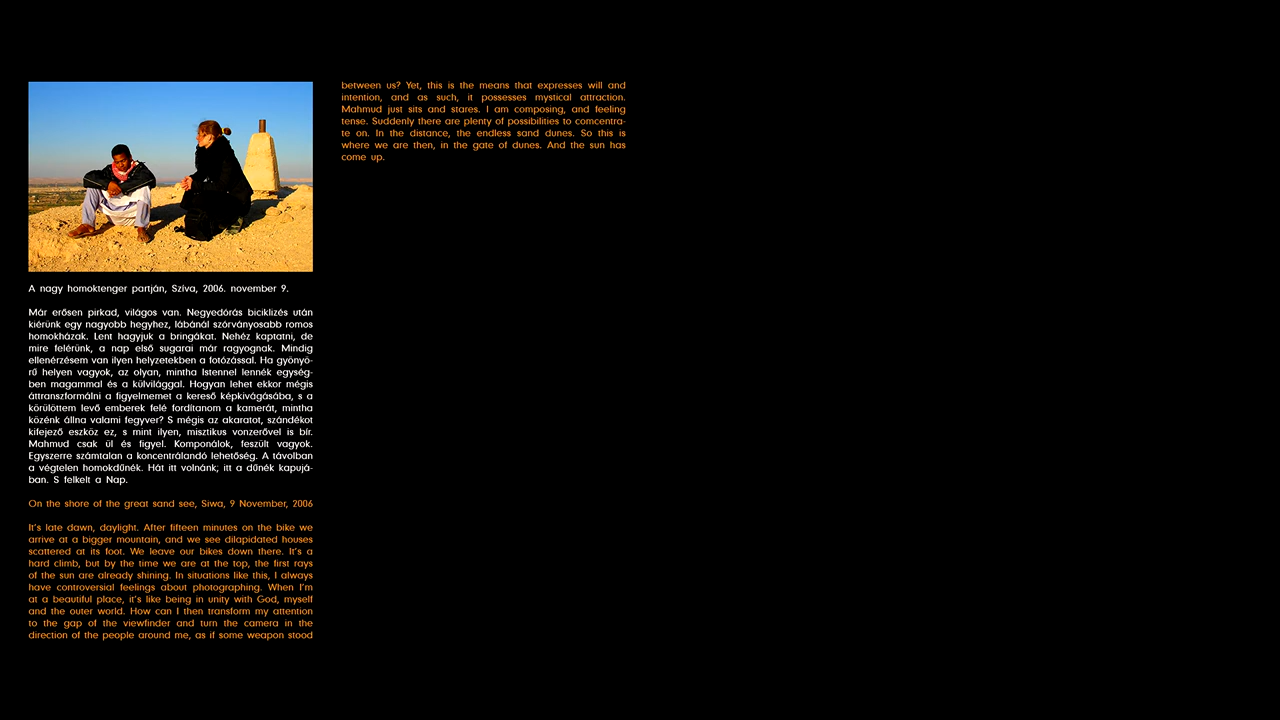 A nagy homoktenger partján, Szíva, 2006. november 9.
Már erősen pirkad, világos van. Negyedórás biciklizés után
kiérünk egy nagyobb hegyhez, lábánál szórványosabb romos
homokházak. Lent hagyjuk a bringákat. Nehéz kaptatni, de
mire felérünk, a nap első sugarai már ragyognak. Mindig
ellenérzésem van ilyen helyzetekben a fotózással. Ha gyönyö-
rű helyen vagyok, az olyan, mintha Istennel lennék egység-
ben magammal és a külvilággal. Hogyan lehet ekkor mégis
áttranszformálni a figyelmemet a kereső képkivágásába, s a
körülöttem levő emberek felé fordítanom a kamerát, mintha
közénk állna valami fegyver? S mégis az akaratot, szándékot
kifejező eszköz ez, s mint ilyen, misztikus vonzerővel is bír.
Mahmud csak ül és figyel. Komponálok, feszült vagyok.
Egyszerre számtalan a koncentrálandó lehetőség. A távolban
a végtelen homokdűnék. Hát itt volnánk; itt a dűnék kapujá-
ban. S felkelt a Nap.
On the shore of the great sand see, Siwa, 9 November, 2006
It's late dawn, daylight. After fifteen minutes on the bike we
arrive at a bigger mountain, and we see dilapidated houses
scattered at its foot. We leave our bikes down there. It's a
hard climb, but by the time we are at the top, the first rays
of the sun are already shining. In situations like this, I always
have controversial feelings about photographing. When I'm
at a beautiful place, it's like being in unity with God, myself
and the outer world. How can I then transform my attention
to the gap of the viewfinder and turn the camera in the
direction of the people around me, as if some weapon stood
between us? Yet, this is the means that expresses will and
intention, and as such, it possesses mystical attraction.
Mahmud just sits and stares. I am composing, and feeling
tense. Suddenly there are plenty of possibilities to comcentra-
te on. In the distance, the endless sand dunes. So this is
where we are then, in the gate of dunes. And the sun has
come up.